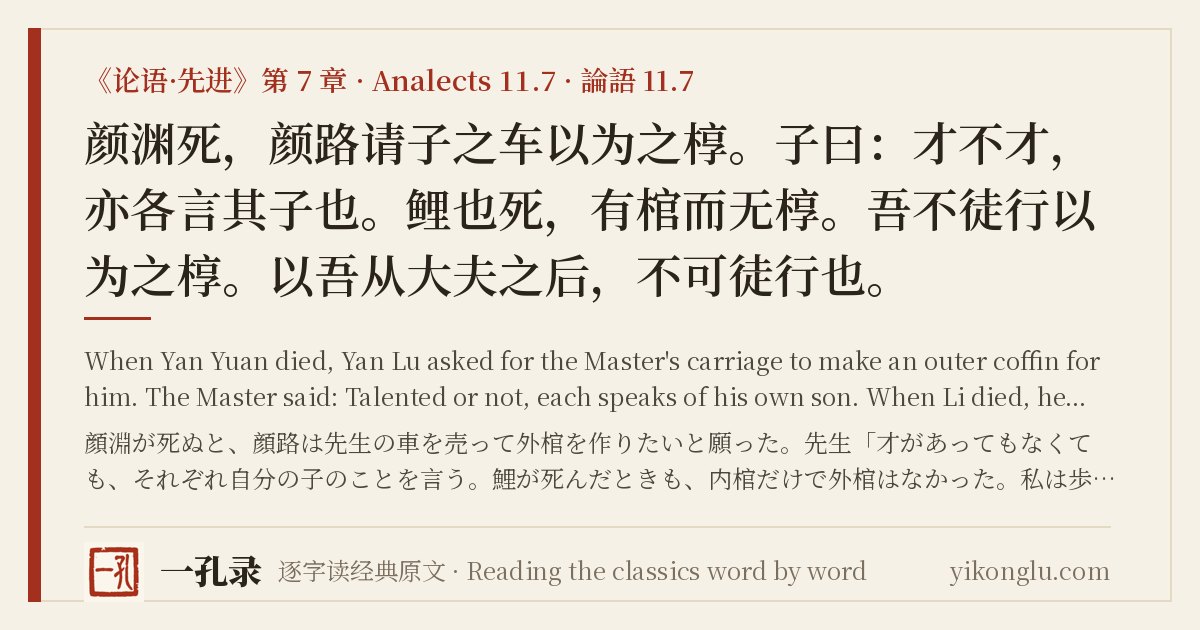 《论语·先进》第 7 章 · Analects 11.7 · 論語 11.7
颜渊死，颜路请子之车以为之椁。子曰：才不才，
亦各言其子也。鲤也死，有棺而无椁。吾不徒行以
为之椁。以吾从大夫之后，不可徒行也。
When Yan Yuan died, Yan Lu asked for the Master's carriage to make an outer coffin for
him. The Master said: Talented or not, each speaks of his own son. When Li died, he...
顔淵が死ぬと、顔路は先生の車を売って外棺を作りたいと願った。先生「才があってもなくて
も、それぞれ自分の子のことを言う。鯉が死んだときも、内棺だけで外棺はなかった。私は歩…
一孔
一孔录 逐字读经典原文 · Reading the classics word by word yikonglu.com